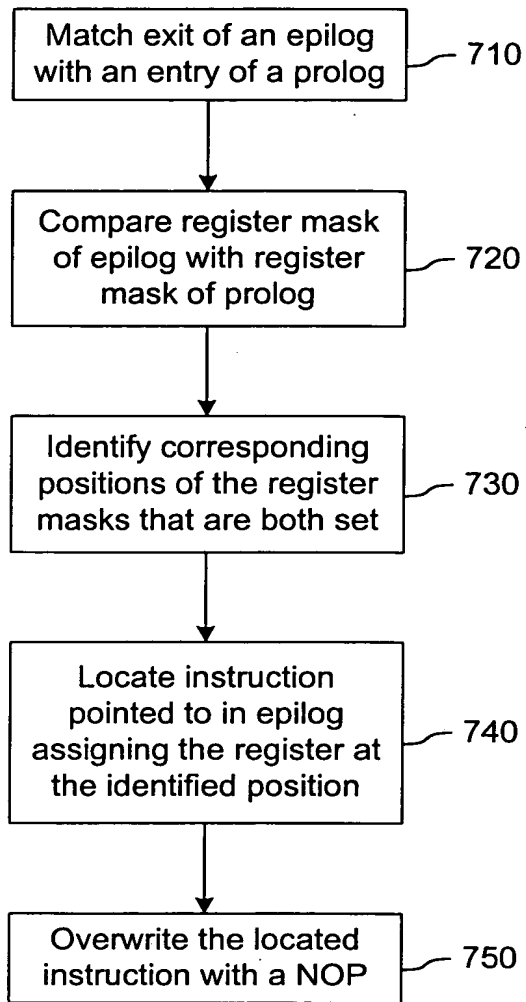 Match exit of an epilog
with an entry of a prolog
710
Compare register mask
of epilog with register
mask of prolog
720
Identify corresponding
positions of the register
masks that are both set
730
Locate instruction
pointed to in epilog
assigning the register at
the identified position
740
Overwrite the located
instruction with a NOP
750